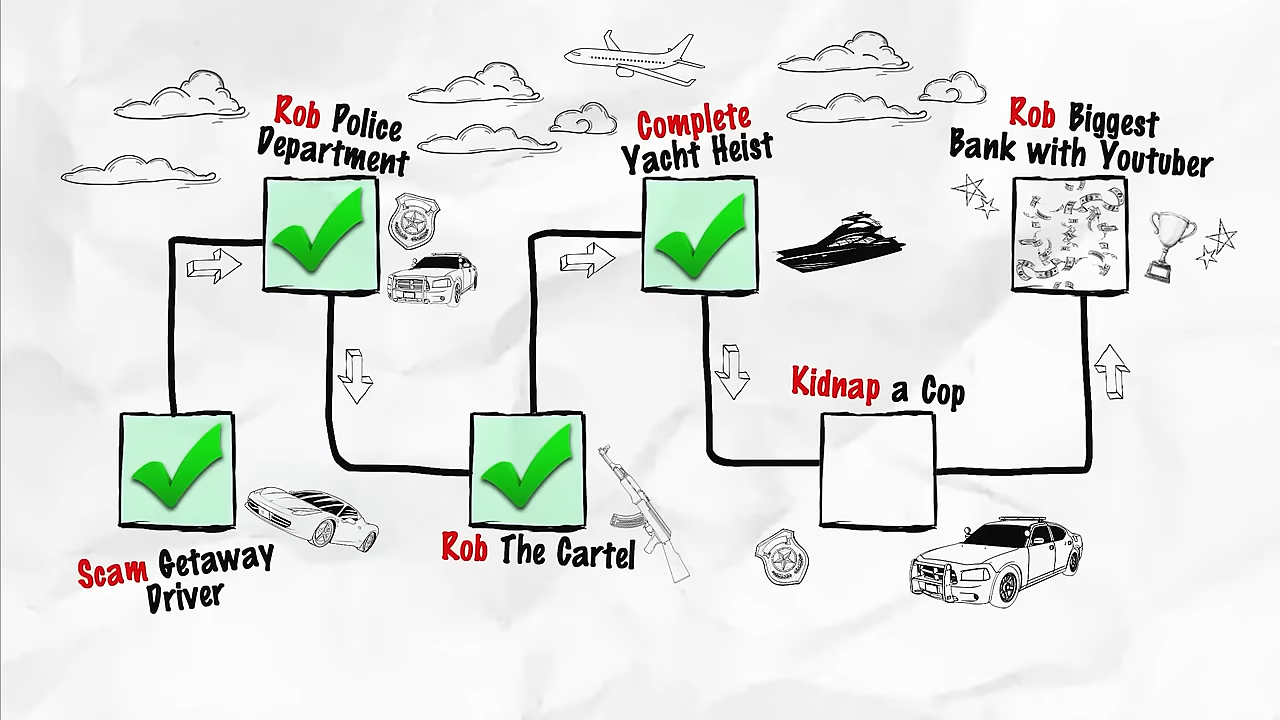 Rob Police
Department
Complete
Yacht Heist
Rob Biggest
Bank with Youtuber
Kidnap a Cop
Scam Getaway
Driver
Rob The Cartel